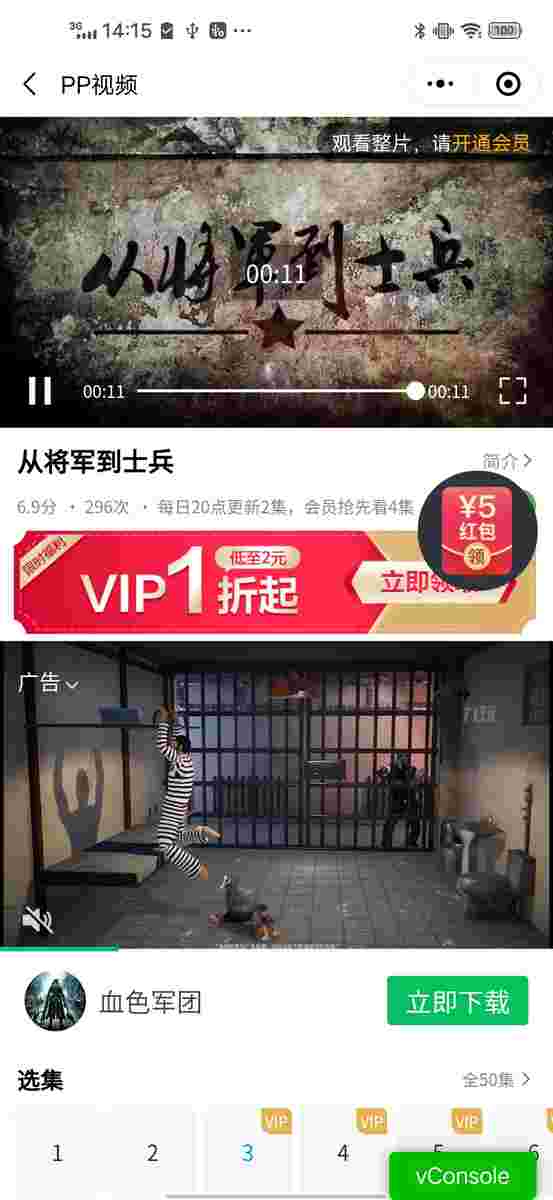 3G 14:15 ... 100
PP视频
观看整片，请开通会员
从将軍到士兵
00:11
00:11 00:11
从将军到士兵
简介
6.9分 · 296次 · 每日20点更新2集，会员抢先看4集
¥5
红包
领
限时福利
VIP1折起
低至2元
立即领
广告
血色军团
立即下载
选集
全50集
VIP VIP VIP
1 2 3 4 5 6
vConsole